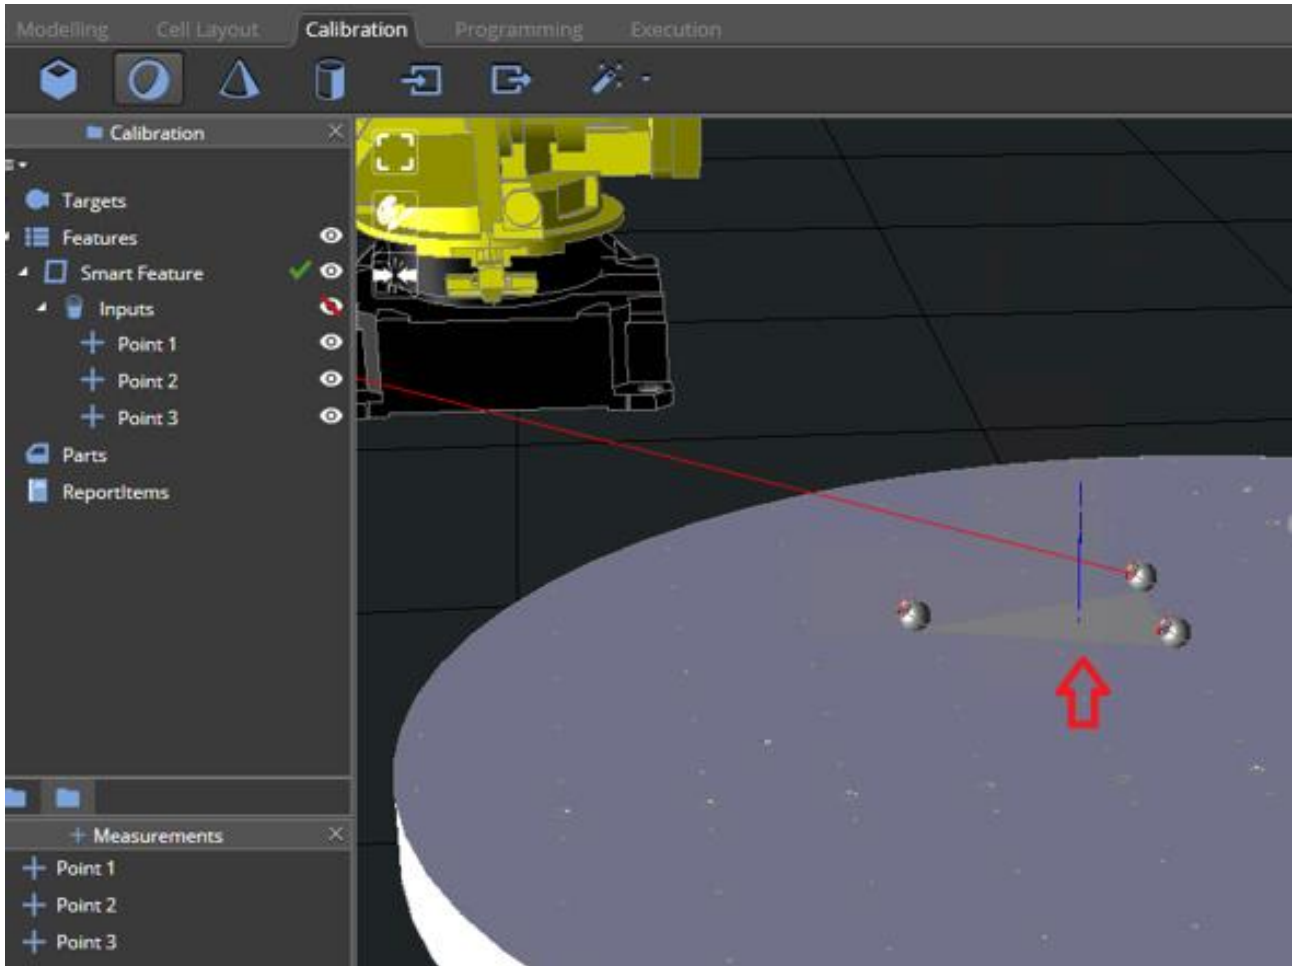 Modelling Cell Layout Calibration Programming Execution
Calibration
Targets
Features
Smart Feature
Inputs
Point 1
Point 2
Point 3
Parts
ReportItems
Measurements
Point 1
Point 2
Point 3